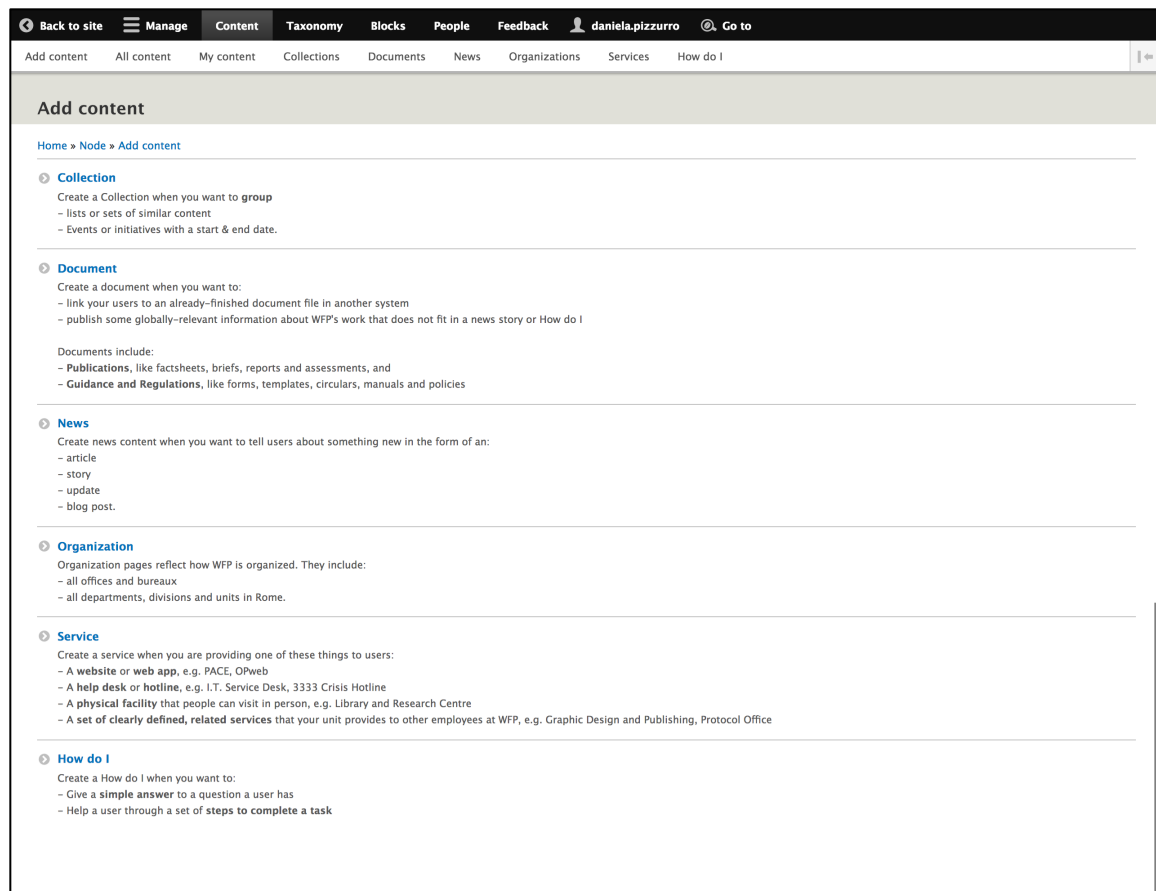 Back to site Manage Content Taxonomy Blocks People Feedback daniela.pizzurro Go to
Add content All content My content Collections Documents News Organizations Services How do I
Add content
Home » Node » Add content
Collection
Create a Collection when you want to group
– lists or sets of similar content
– Events or initiatives with a start & end date.
Document
Create a document when you want to:
– link your users to an already-finished document file in another system
– publish some globally-relevant information about WFP's work that does not fit in a news story or How do I
Documents include:
– Publications, like factsheets, briefs, reports and assessments, and
– Guidance and Regulations, like forms, templates, circulars, manuals and policies
News
Create news content when you want to tell users about something new in the form of an:
– article
– story
– update
– blog post.
Organization
Organization pages reflect how WFP is organized. They include:
– all offices and bureaux
– all departments, divisions and units in Rome.
Service
Create a service when you are providing one of these things to users:
– A website or web app, e.g. PACE, OPweb
– A help desk or hotline, e.g. I.T. Service Desk, 3333 Crisis Hotline
– A physical facility that people can visit in person, e.g. Library and Research Centre
– A set of clearly defined, related services that your unit provides to other employees at WFP, e.g. Graphic Design and Publishing, Protocol Office
How do I
Create a How do I when you want to:
– Give a simple answer to a question a user has
– Help a user through a set of steps to complete a task